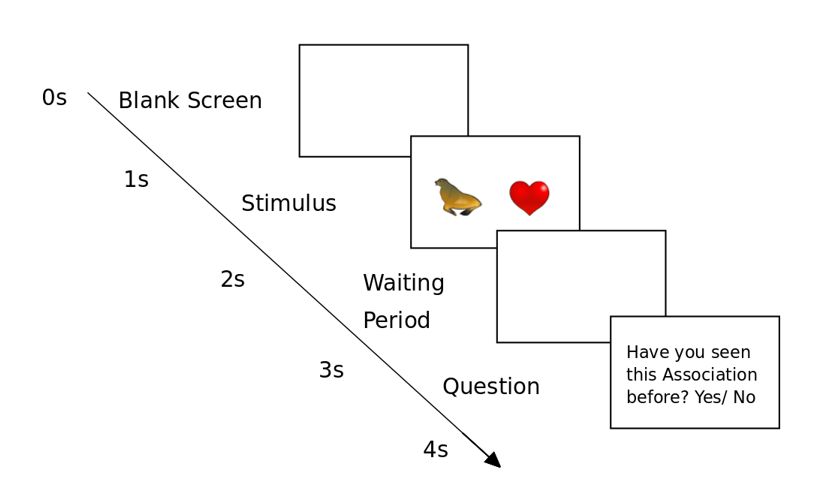 0s
Blank Screen
1s
Stimulus
2s
Waiting
Period
3s
Question
4s
Have you seen
this Association
before? Yes/ No